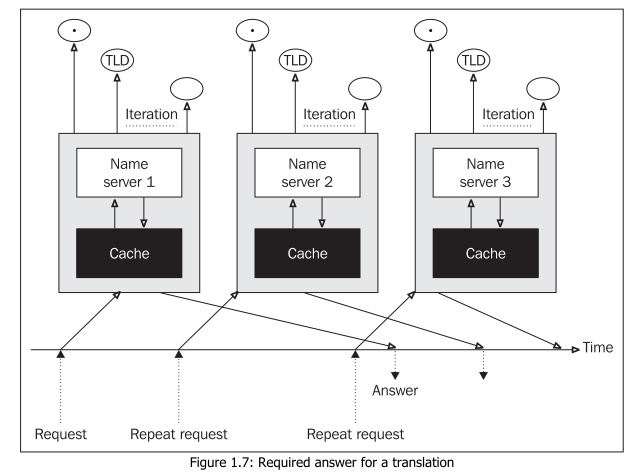 TLD
TLD
TLD
Iteration
Iteration
Iteration
Name
server 1
Name
server 2
Name
server 3
Cache
Cache
Cache
Time
Answer
Request
Repeat request
Repeat request
Figure 1.7: Required answer for a translation